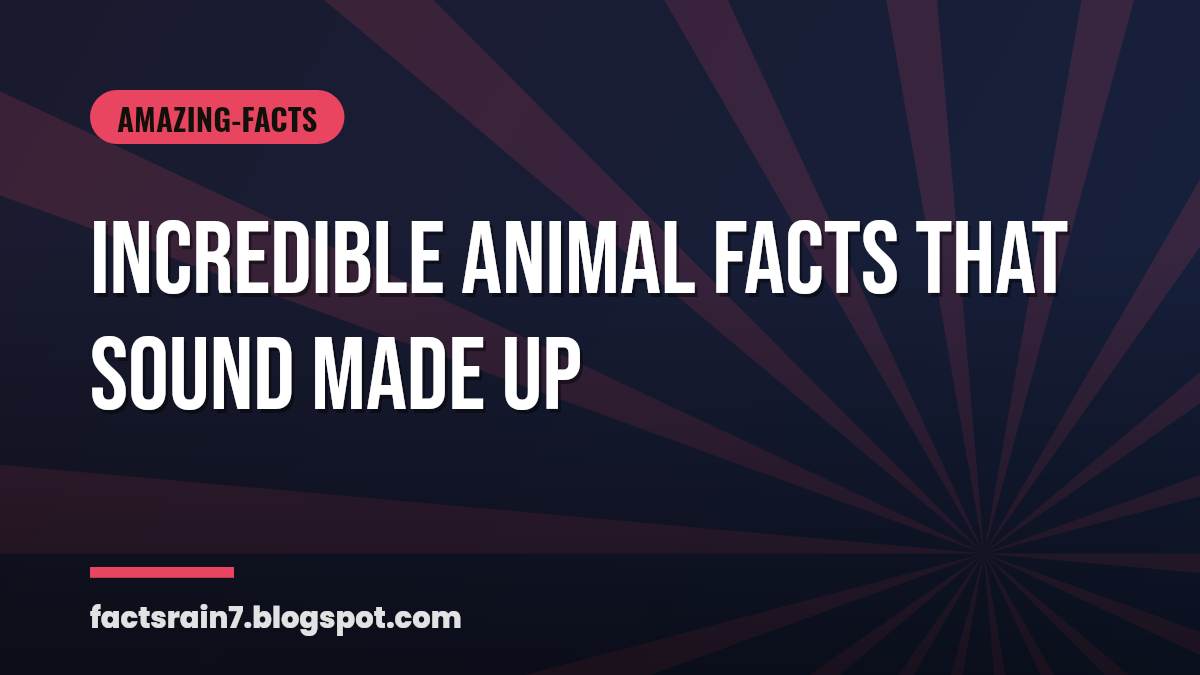 AMAZING-FACTS
INCREDIBLE ANIMAL FACTS THAT
SOUND MADE UP
factsrain7.blogspot.com